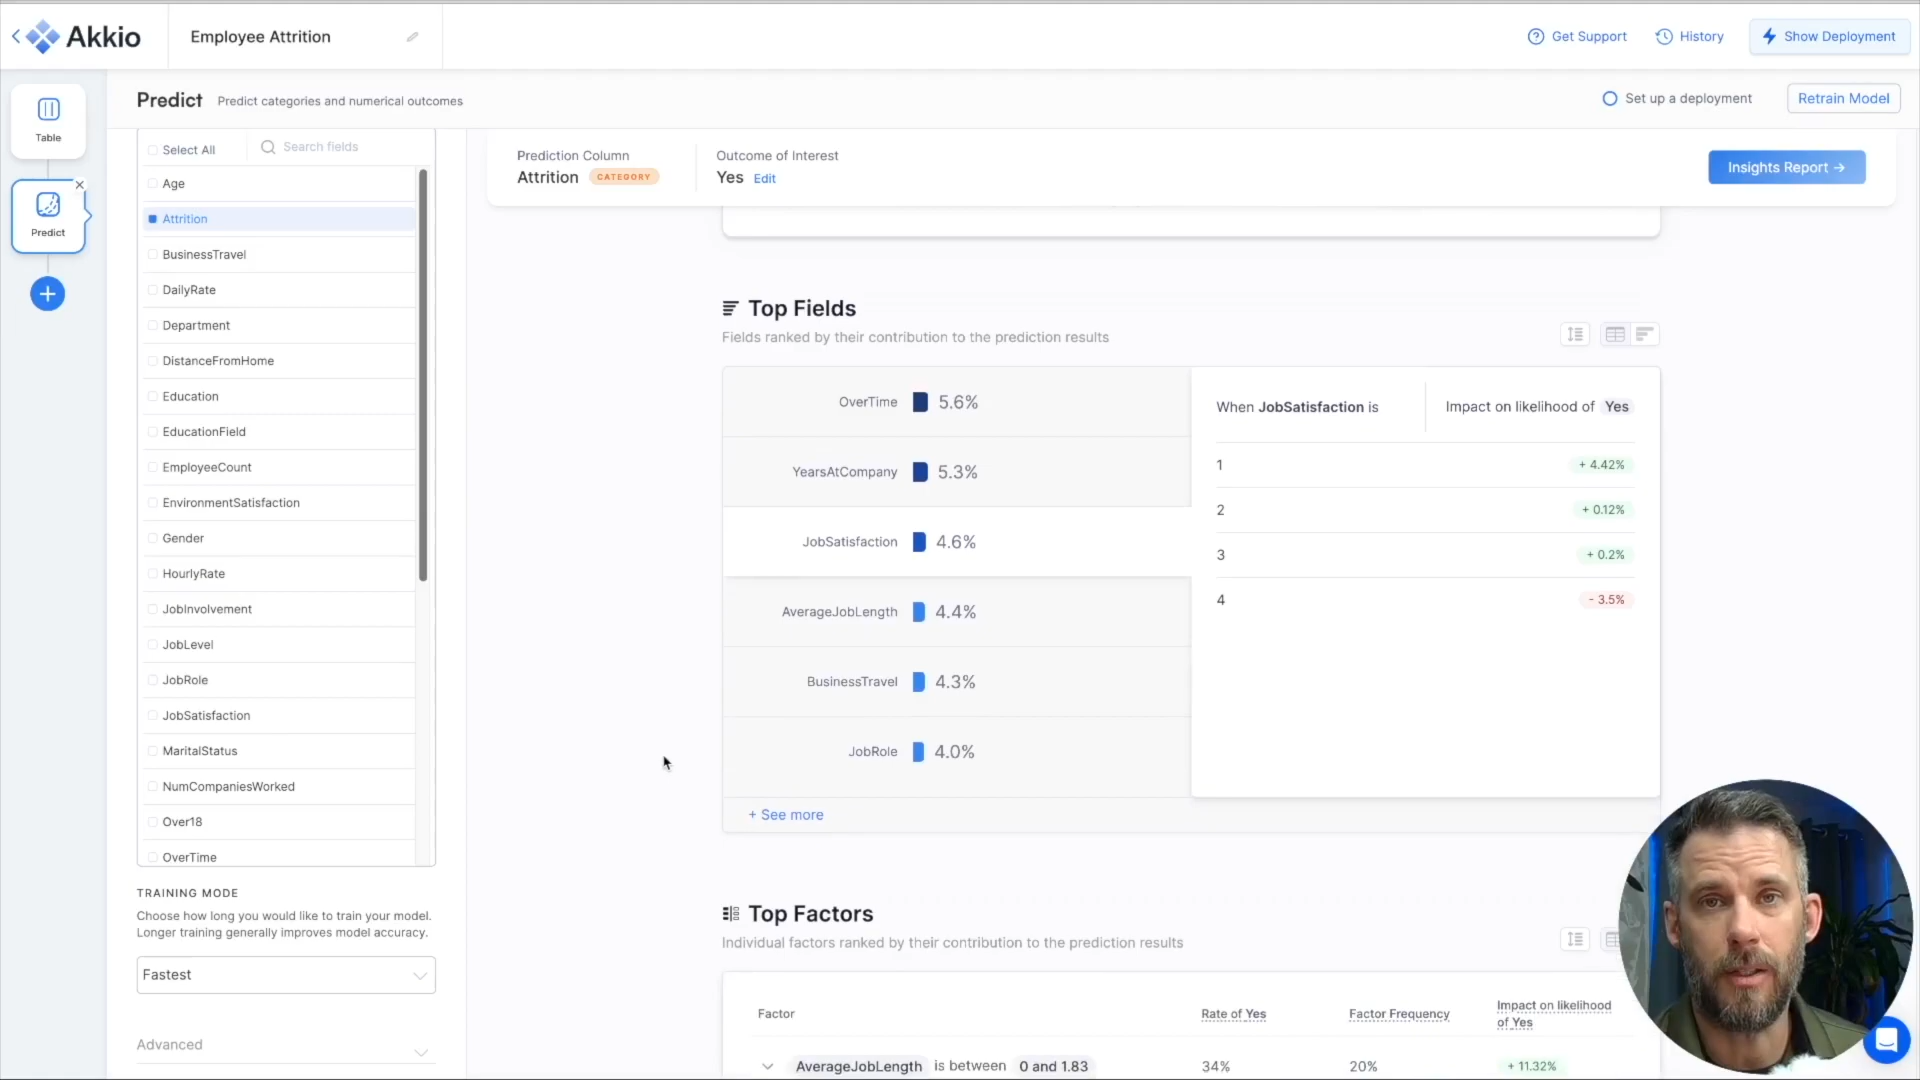 Akkio
Employee Attrition
Get Support
History
Show Deployment
Table
Predict
Predict
Predict categories and numerical outcomes
Set up a deployment
Retrain Model
Select All
Search fields
Age
Attrition
BusinessTravel
DailyRate
Department
DistanceFromHome
Education
EducationField
EmployeeCount
EnvironmentSatisfaction
Gender
HourlyRate
JobInvolvement
JobLevel
JobRole
JobSatisfaction
MaritalStatus
NumCompaniesWorked
Over18
OverTime
TRAINING MODE
Choose how long you would like to train your model.
Longer training generally improves model accuracy.
Fastest
Advanced
Prediction Column
Attrition CATEGORY
Outcome of Interest
Yes Edit
Insights Report →
Top Fields
Fields ranked by their contribution to the prediction results
OverTime 5.6%
YearsAtCompany 5.3%
JobSatisfaction 4.6%
AverageJobLength 4.4%
BusinessTravel 4.3%
JobRole 4.0%
+ See more
When JobSatisfaction is
Impact on likelihood of Yes
1 + 4.42%
2 + 0.12%
3 + 0.2%
4 - 3.5%
Top Factors
Individual factors ranked by their contribution to the prediction results
Factor
Rate of Yes
Factor Frequency
Impact on likelihood
of Yes
AverageJobLength is between 0 and 1.83 34% 20% + 11.32%